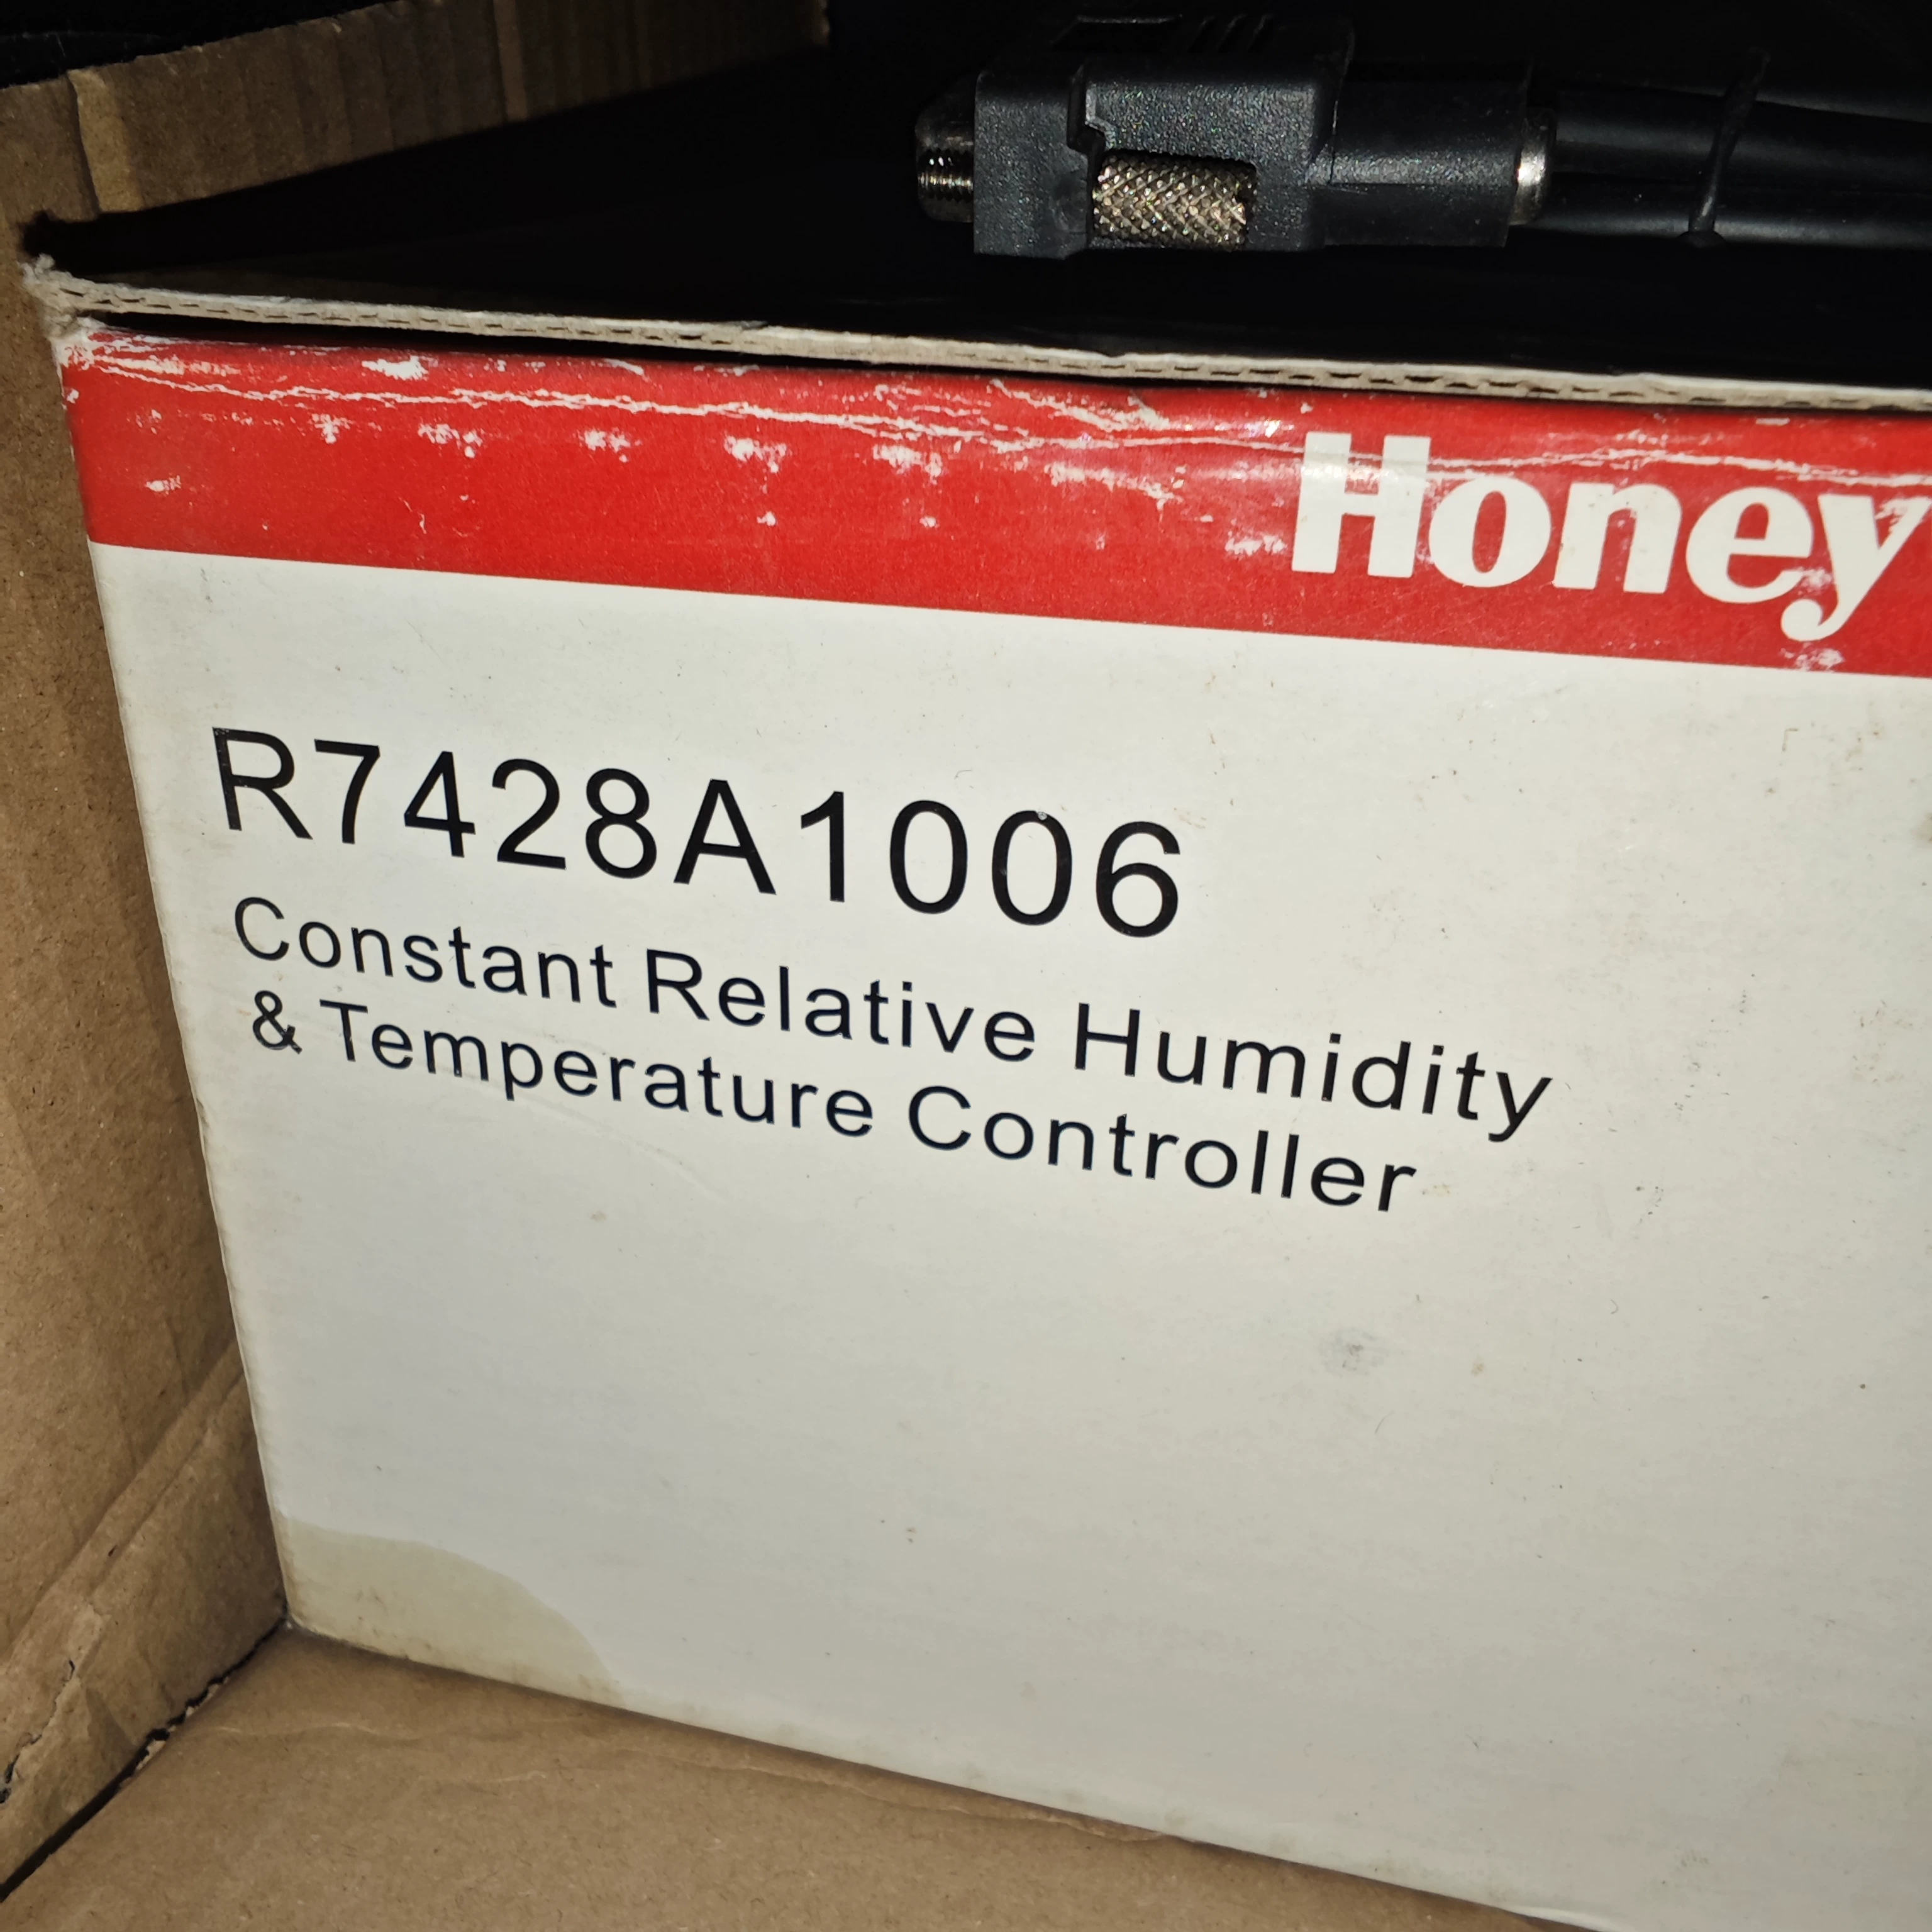 Honey
R7428A1006
Constant Relative Humidity
& Temperature Controller